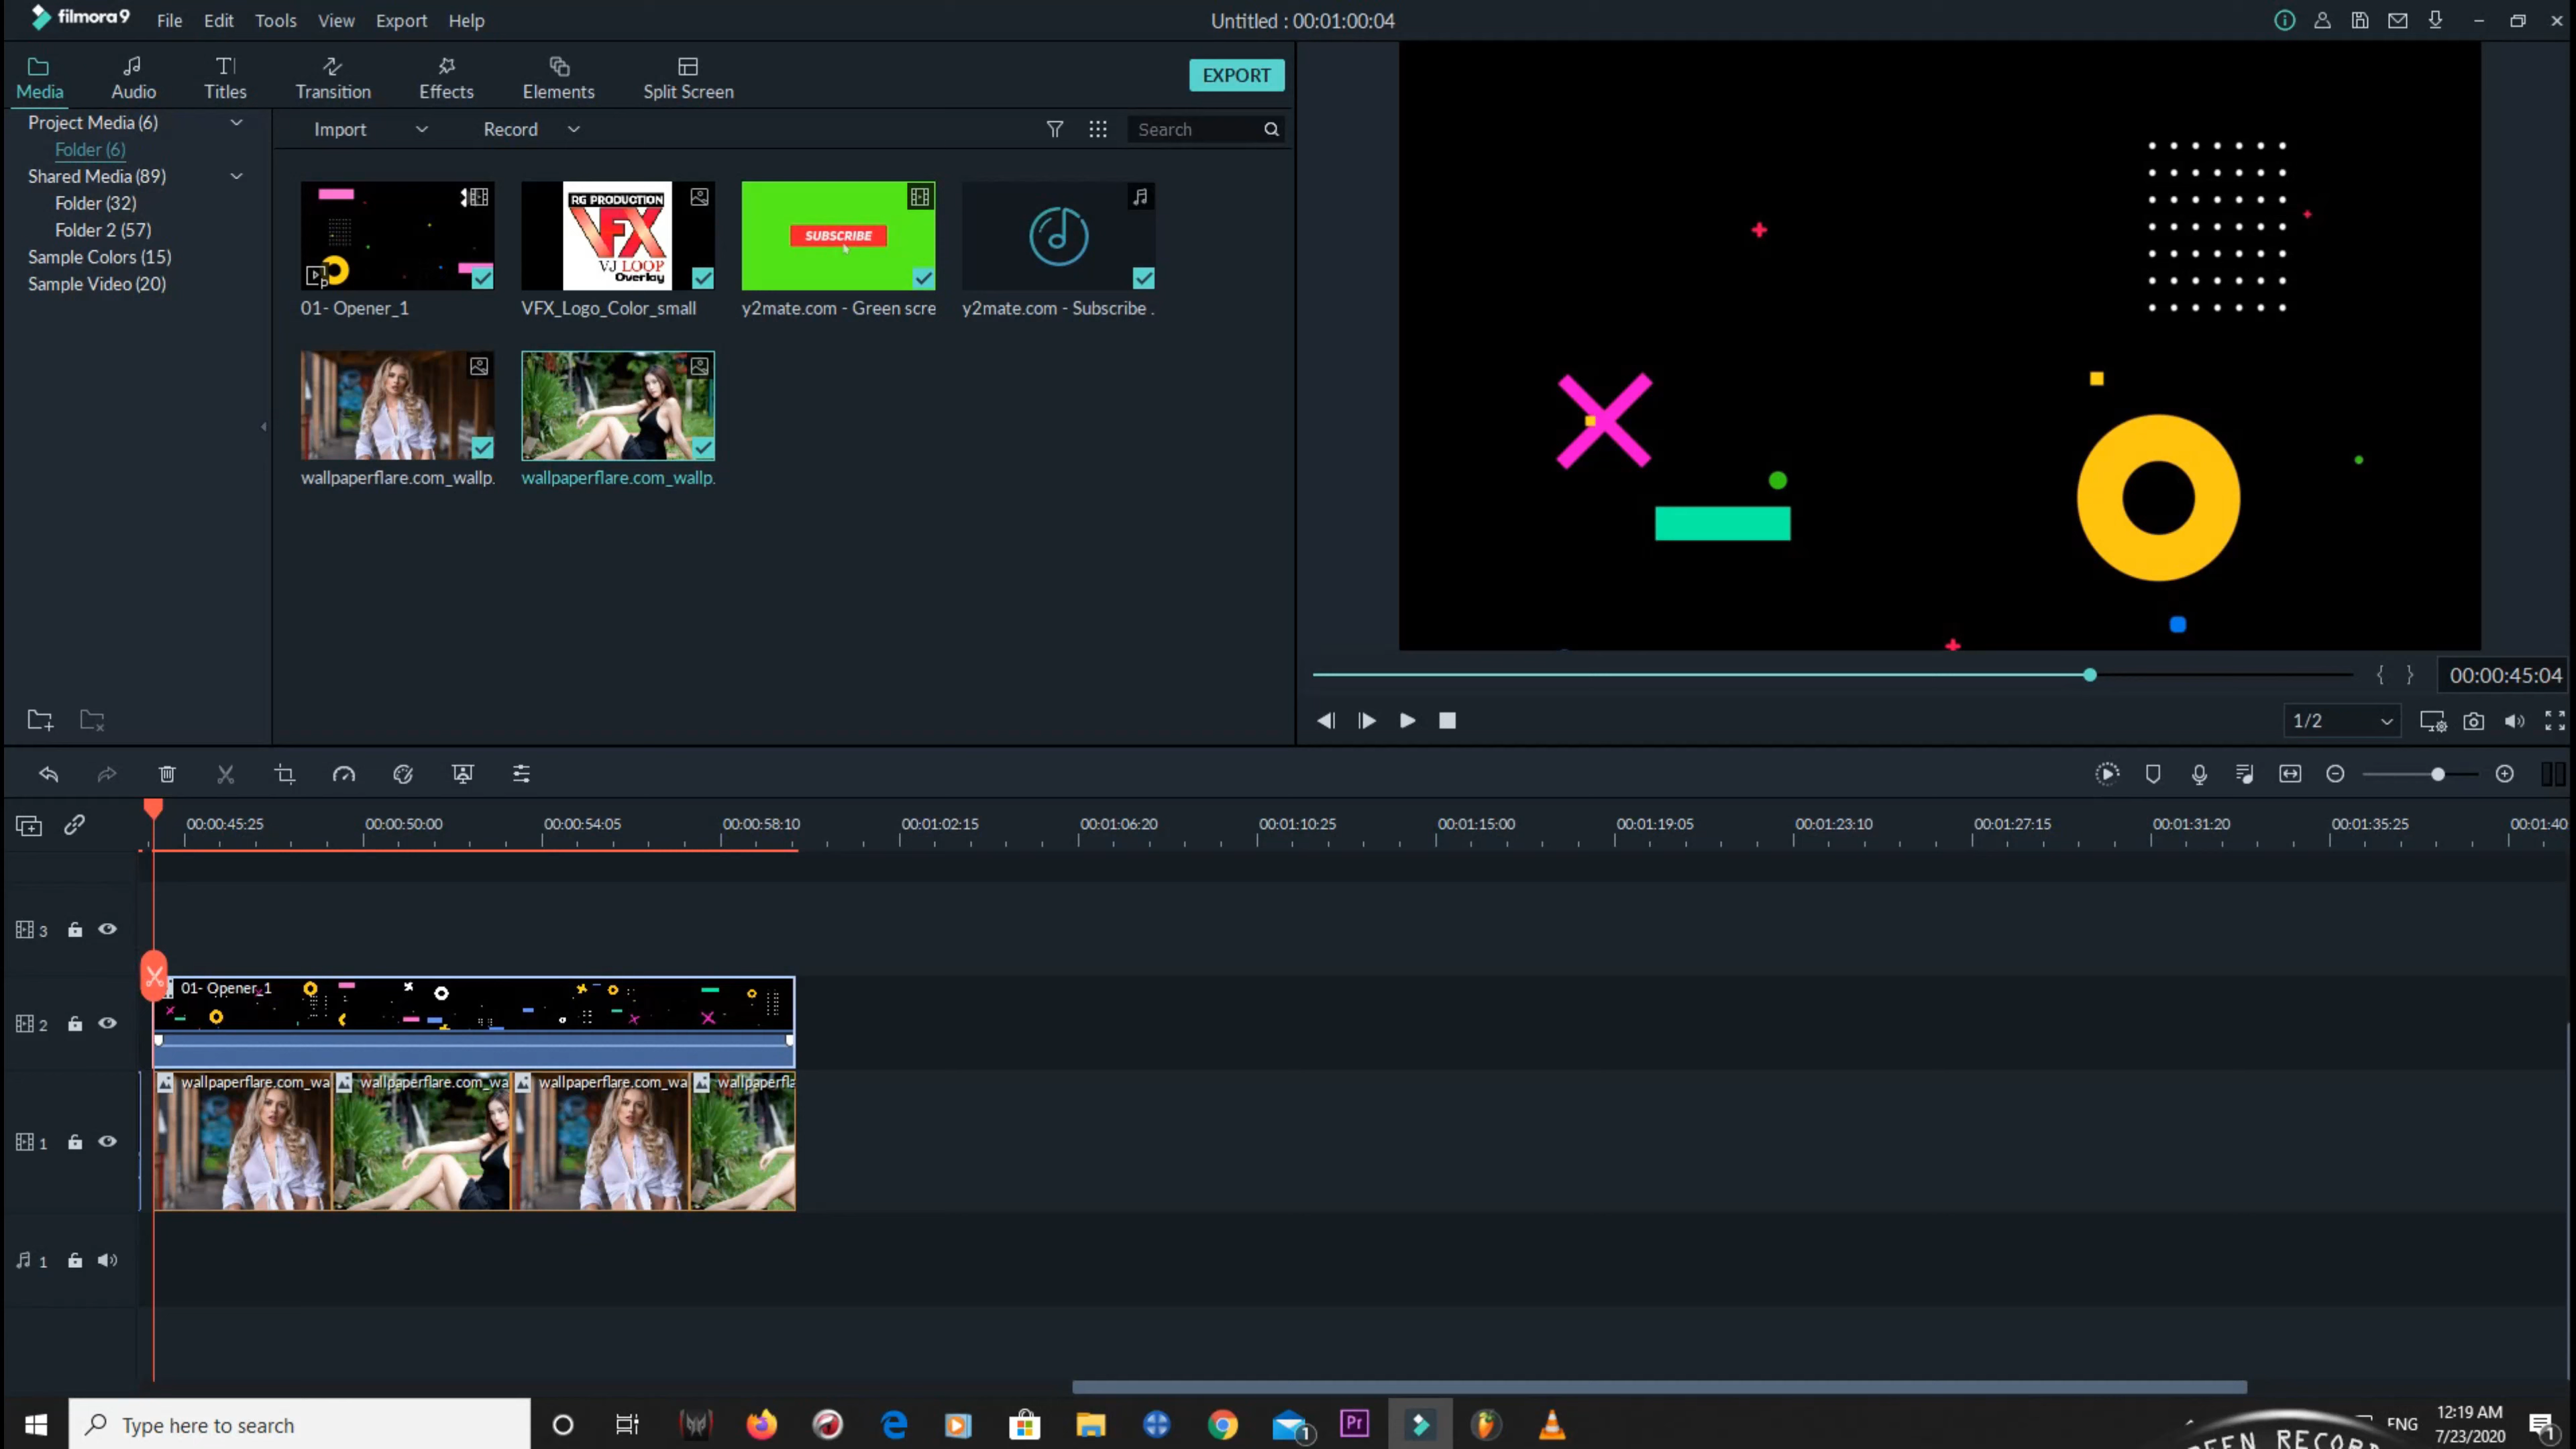 filmora9 File Edit Tools View Export Help Untitled : 00:01:00:04
Media Audio Titles Transition Effects Elements Split Screen EXPORT
Project Media (6) Import Record Search
Folder (6)
Shared Media (89)
Folder (32)
Folder 2 (57)
Sample Colors (15)
Sample Video (20)
RG PRODUCTION
VFX
VJ LOOP
Overlay
SUBSCRIBE
01- Opener_1 VFX_Logo_Color_small y2mate.com - Green scre y2mate.com - Subscribe .
wallpaperflare.com_wallp. wallpaperflare.com_wallp.
00:00:45:04
1/2
00:00:45:25 00:00:50:00 00:00:54:05 00:00:58:10 00:01:02:15 00:01:06:20 00:01:10:25 00:01:15:00 00:01:19:05 00:01:23:10 00:01:27:15 00:01:31:20 00:01:35:25 00:01:40
3
01- Opener_1
2
wallpaperflare.com_wa wallpaperflare.com_wa wallpaperflare.com_wa wallpaperfla
1
1
Type here to search Pr 1 ENG 12:19 AM
7/23/2020 1